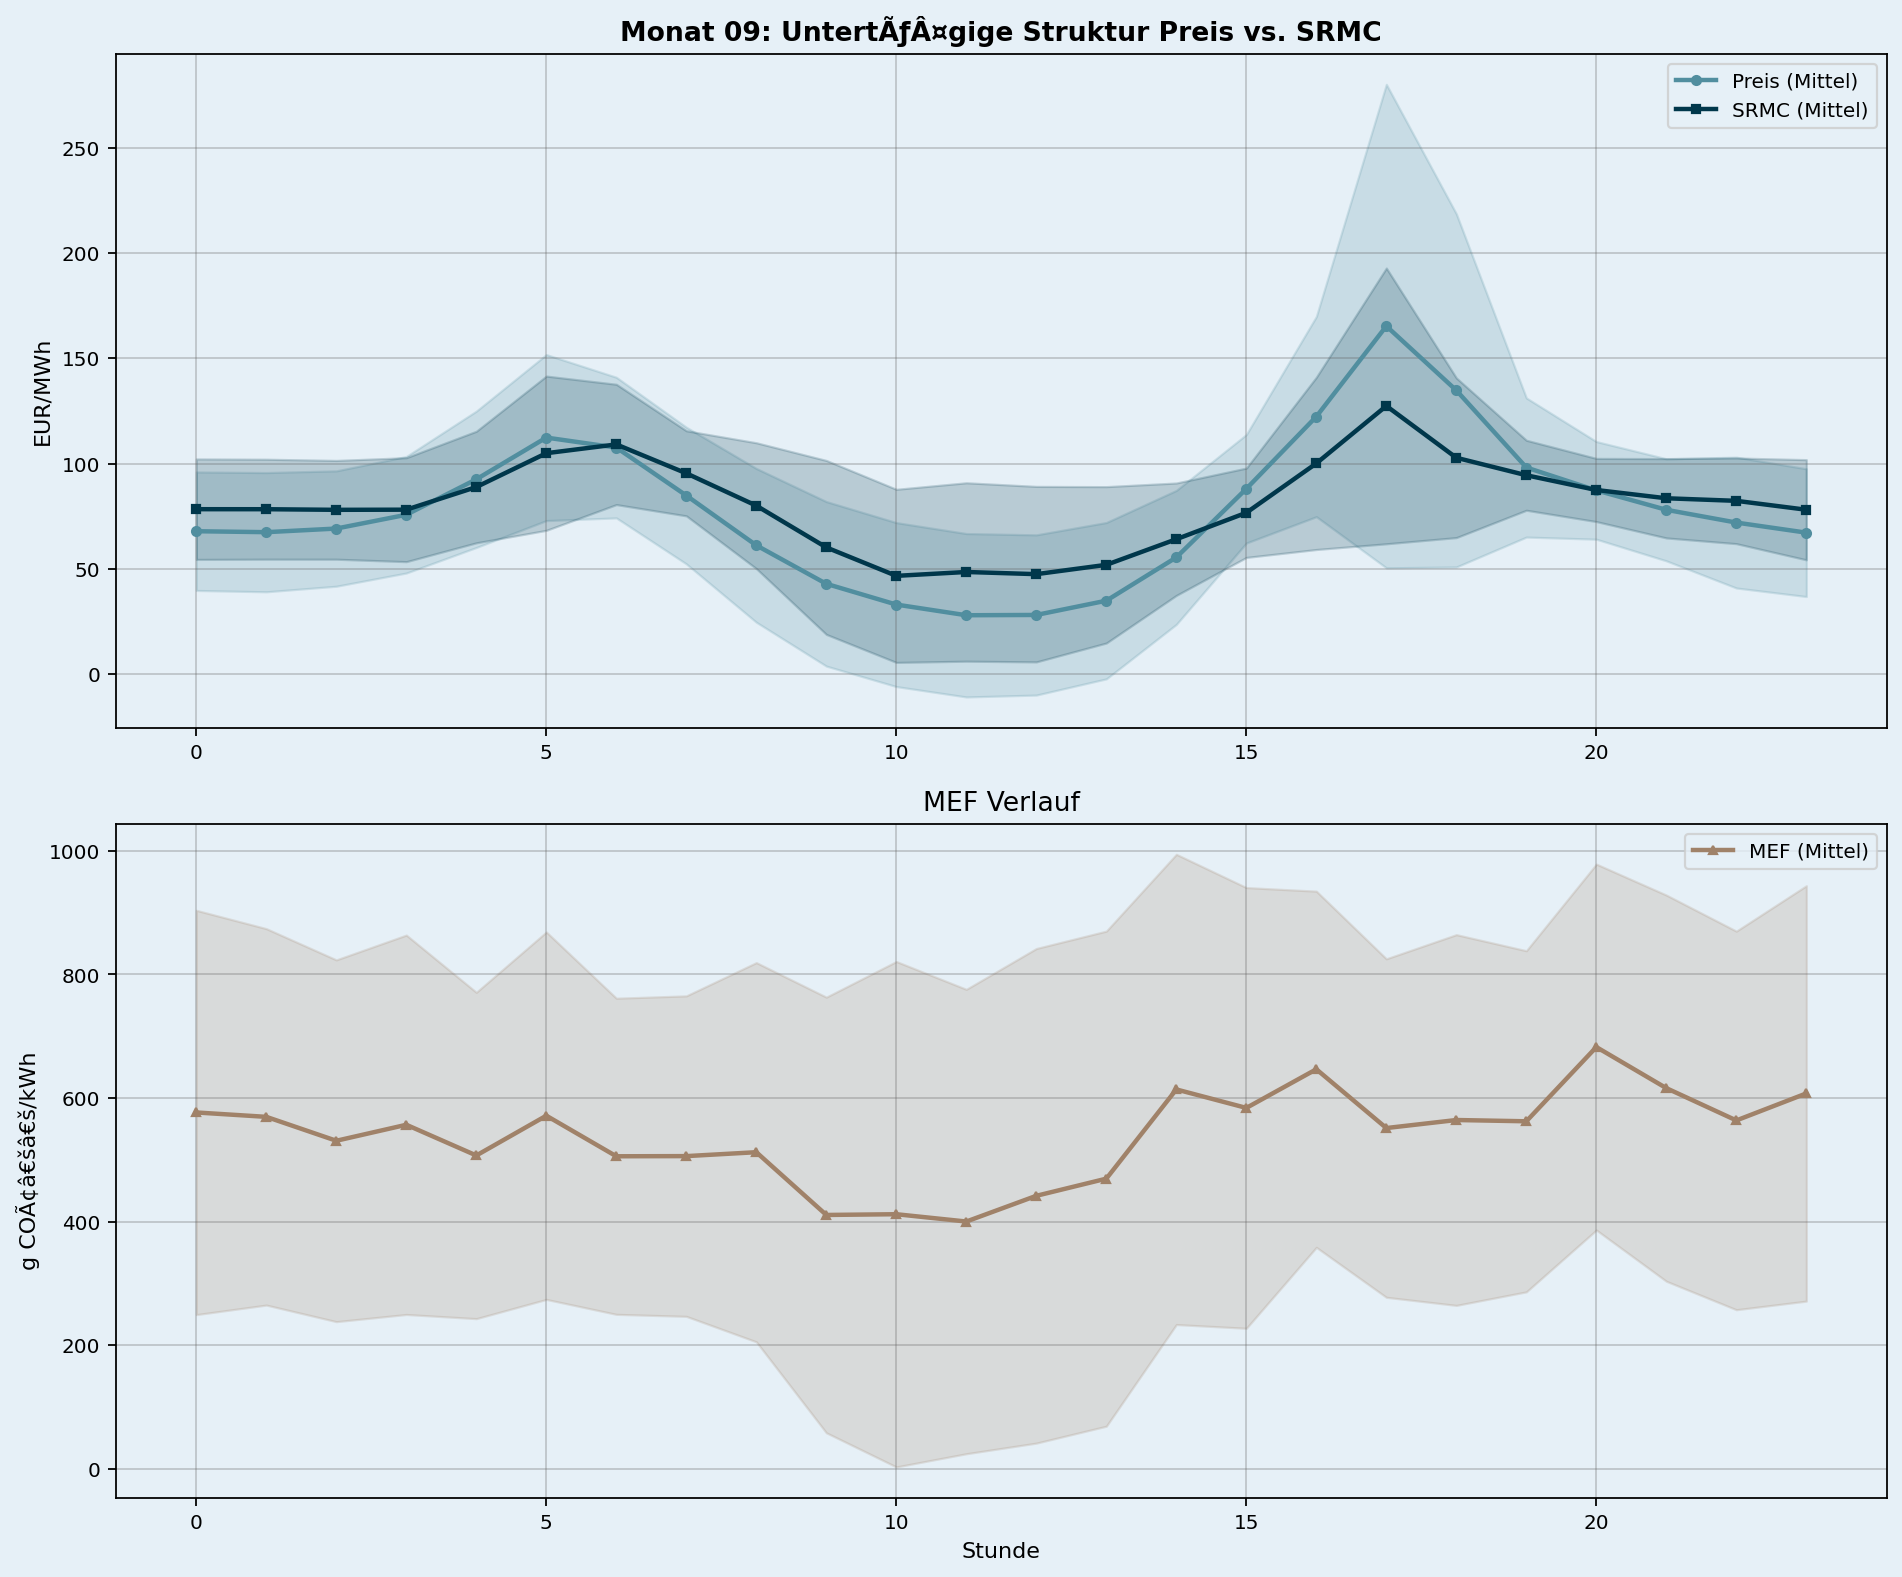 Monat 09: UntertÃƒÂ¤gige Struktur Preis vs. SRMC
Preis (Mittel)
SRMC (Mittel)
EUR/MWh
250
200
150
100
50
0
0 5 10 15 20
MEF Verlauf
MEF (Mittel)
g COÃ¢â€šâ€š/kWh
1000
800
600
400
200
0
0 5 10 15 20
Stunde